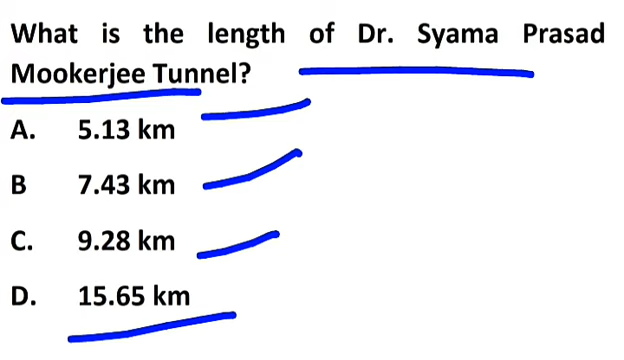 What is the length of Dr. Syama Prasad
Mookerjee Tunnel?
A. 5.13 km
B 7.43 km
C. 9.28 km
D. 15.65 km